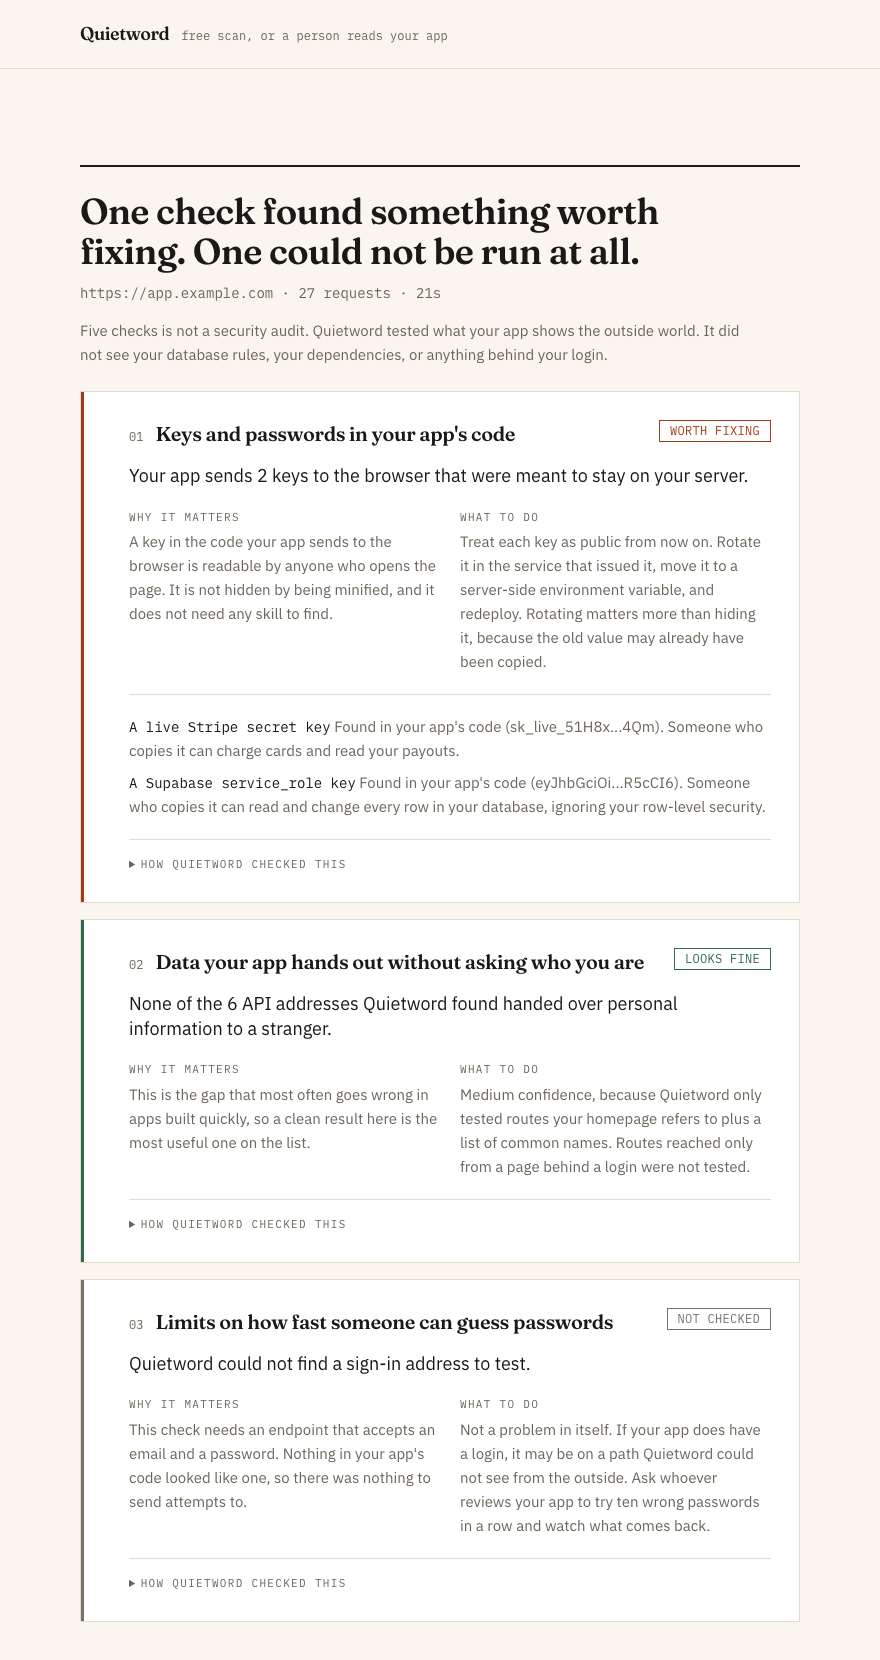 Quietword free scan, or a person reads your app
One check found something worth
fixing. One could not be run at all.
https://app.example.com · 27 requests · 21s
Five checks is not a security audit. Quietword tested what your app shows the outside world. It did
not see your database rules, your dependencies, or anything behind your login.
01 Keys and passwords in your app's code WORTH FIXING
Your app sends 2 keys to the browser that were meant to stay on your server.
WHY IT MATTERS
A key in the code your app sends to the
browser is readable by anyone who opens the
page. It is not hidden by being minified, and it
does not need any skill to find.
WHAT TO DO
Treat each key as public from now on. Rotate
it in the service that issued it, move it to a
server-side environment variable, and
redeploy. Rotating matters more than hiding
it, because the old value may already have
been copied.
A live Stripe secret key Found in your app's code (sk_live_51H8x...4Qm). Someone who
copies it can charge cards and read your payouts.
A Supabase service_role key Found in your app's code (eyJhbGciOi...R5cCI6). Someone
who copies it can read and change every row in your database, ignoring your row-level security.
▶ HOW QUIETWORD CHECKED THIS
02 Data your app hands out without asking who you are LOOKS FINE
None of the 6 API addresses Quietword found handed over personal
information to a stranger.
WHY IT MATTERS
This is the gap that most often goes wrong in
apps built quickly, so a clean result here is the
most useful one on the list.
WHAT TO DO
Medium confidence, because Quietword only
tested routes your homepage refers to plus a
list of common names. Routes reached only
from a page behind a login were not tested.
▶ HOW QUIETWORD CHECKED THIS
03 Limits on how fast someone can guess passwords NOT CHECKED
Quietword could not find a sign-in address to test.
WHY IT MATTERS
This check needs an endpoint that accepts an
email and a password. Nothing in your app's
code looked like one, so there was nothing to
send attempts to.
WHAT TO DO
Not a problem in itself. If your app does have
a login, it may be on a path Quietword could
not see from the outside. Ask whoever
reviews your app to try ten wrong passwords
in a row and watch what comes back.
▶ HOW QUIETWORD CHECKED THIS